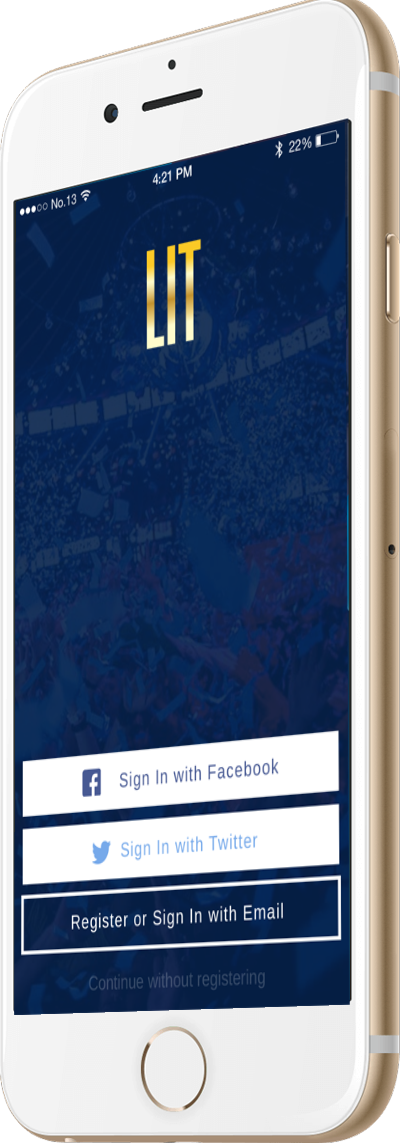 No.13
4:21 PM
22%
LIT
Sign In with Facebook
Sign In with Twitter
Register or Sign In with Email
Continue without registering